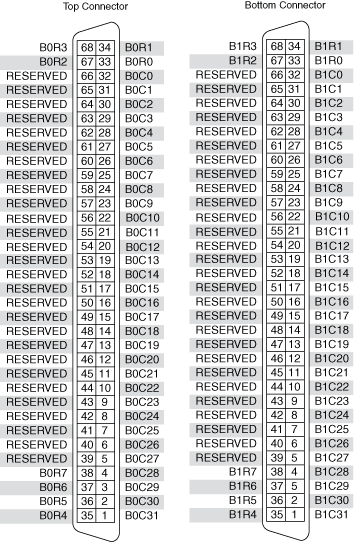 Top Connector Bottom Connector
B0R3 68 34 B0R1 B1R3 68 34 B1R1
B0R2 67 33 B0R0 B1R2 67 33 B1R0
RESERVED 66 32 B0C0 RESERVED 66 32 B1C0
RESERVED 65 31 B0C1 RESERVED 65 31 B1C1
RESERVED 64 30 B0C2 RESERVED 64 30 B1C2
RESERVED 63 29 B0C3 RESERVED 63 29 B1C3
RESERVED 62 28 B0C4 RESERVED 62 28 B1C4
RESERVED 61 27 B0C5 RESERVED 61 27 B1C5
RESERVED 60 26 B0C6 RESERVED 60 26 B1C6
RESERVED 59 25 B0C7 RESERVED 59 25 B1C7
RESERVED 58 24 B0C8 RESERVED 58 24 B1C8
RESERVED 57 23 B0C9 RESERVED 57 23 B1C9
RESERVED 56 22 B0C10 RESERVED 56 22 B1C10
RESERVED 55 21 B0C11 RESERVED 55 21 B1C11
RESERVED 54 20 B0C12 RESERVED 54 20 B1C12
RESERVED 53 19 B0C13 RESERVED 53 19 B1C13
RESERVED 52 18 B0C14 RESERVED 52 18 B1C14
RESERVED 51 17 B0C15 RESERVED 51 17 B1C15
RESERVED 50 16 B0C16 RESERVED 50 16 B1C16
RESERVED 49 15 B0C17 RESERVED 49 15 B1C17
RESERVED 48 14 B0C18 RESERVED 48 14 B1C18
RESERVED 47 13 B0C19 RESERVED 47 13 B1C19
RESERVED 46 12 B0C20 RESERVED 46 12 B1C20
RESERVED 45 11 B0C21 RESERVED 45 11 B1C21
RESERVED 44 10 B0C22 RESERVED 44 10 B1C22
RESERVED 43 9 B0C23 RESERVED 43 9 B1C23
RESERVED 42 8 B0C24 RESERVED 42 8 B1C24
RESERVED 41 7 B0C25 RESERVED 41 7 B1C25
RESERVED 40 6 B0C26 RESERVED 40 6 B1C26
RESERVED 39 5 B0C27 RESERVED 39 5 B1C27
B0R7 38 4 B0C28 B1R7 38 4 B1C28
B0R6 37 3 B0C29 B1R6 37 5 B1C29
B0R5 36 2 B0C30 B1R5 36 2 B1C30
B0R4 35 1 B0C31 B1R4 35 1 B1C31